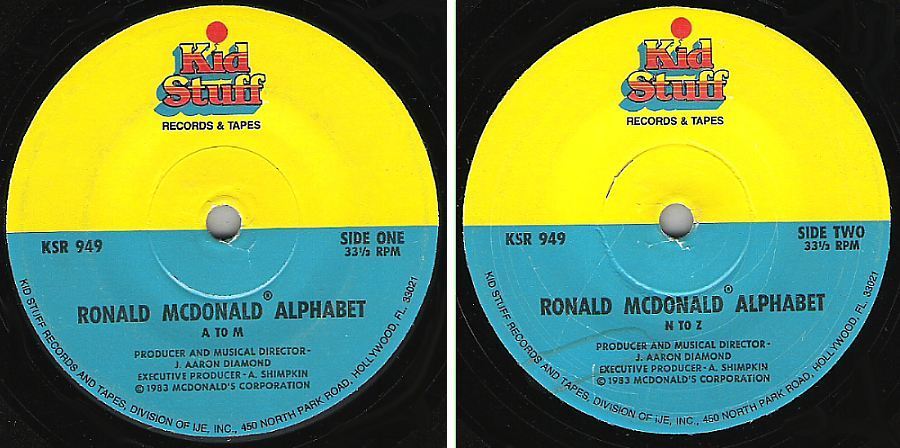 Kid
Stuff
RECORDS & TAPES
KSR 949
SIDE ONE
33⅓ RPM
RONALD MCDONALD® ALPHABET
A TO M
PRODUCER AND MUSICAL DIRECTOR-
J. AARON DIAMOND
EXECUTIVE PRODUCER - A. SHIMPKIN
© 1983 MCDONALD'S CORPORATION
KID STUFF RECORDS AND TAPES, DIVISION OF IJE, INC., 450 NORTH PARK ROAD, HOLLYWOOD, FL. 33021
Kid
Stuff
RECORDS & TAPES
KSR 949
SIDE TWO
33⅓ RPM
RONALD MCDONALD® ALPHABET
N TO Z
PRODUCER AND MUSICAL DIRECTOR-
J. AARON DIAMOND
EXECUTIVE PRODUCER - A. SHIMPKIN
© 1983 MCDONALD'S CORPORATION
KID STUFF RECORDS AND TAPES, DIVISION OF IJE, INC., 450 NORTH PARK ROAD, HOLLYWOOD, FL. 33021